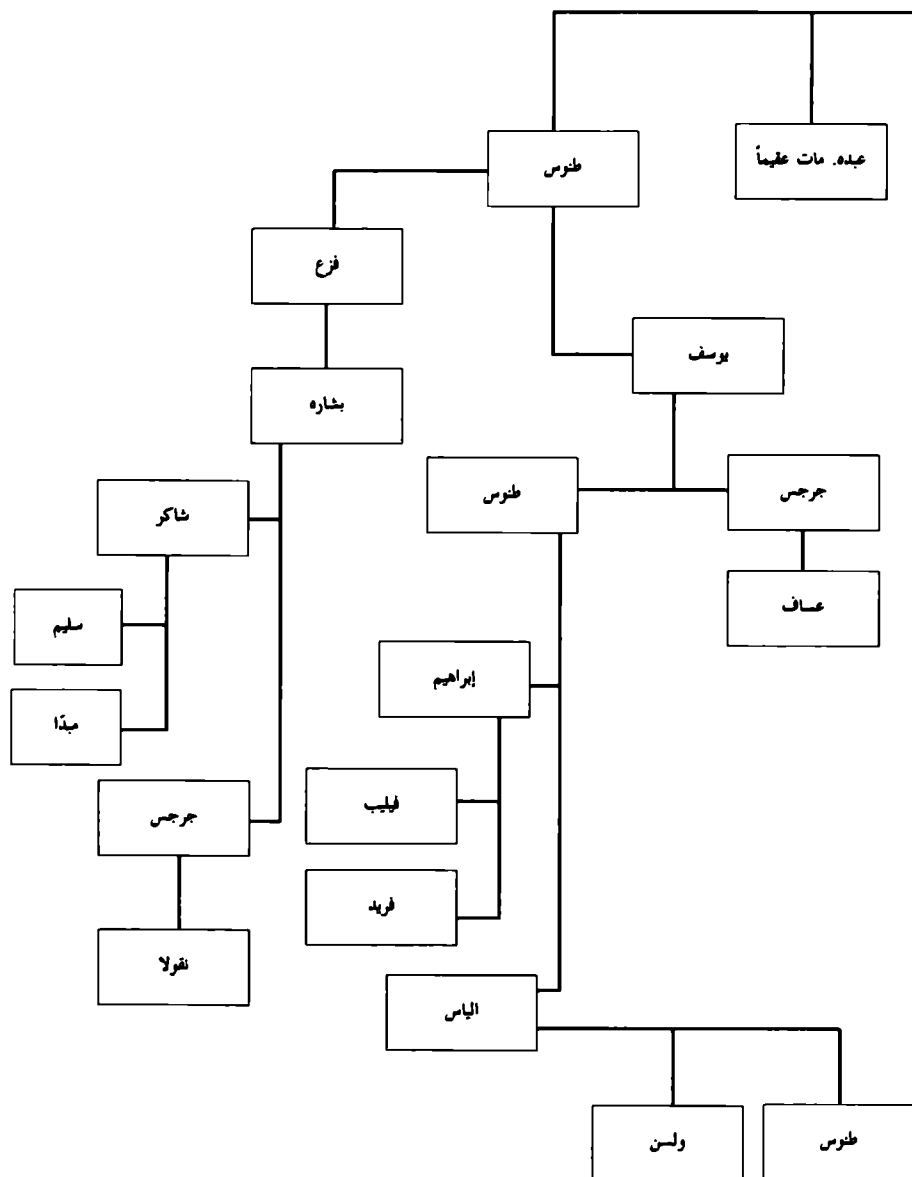 عبده. مات عقيماً
طنوس
فزع
يوسف
بشاره
جرجس
طنوس
شاكر
عساف
سليم
إبراهيم
مبدّا
فيليب
جرجس
فريد
نقولا
الياس
طنوس
ولسن